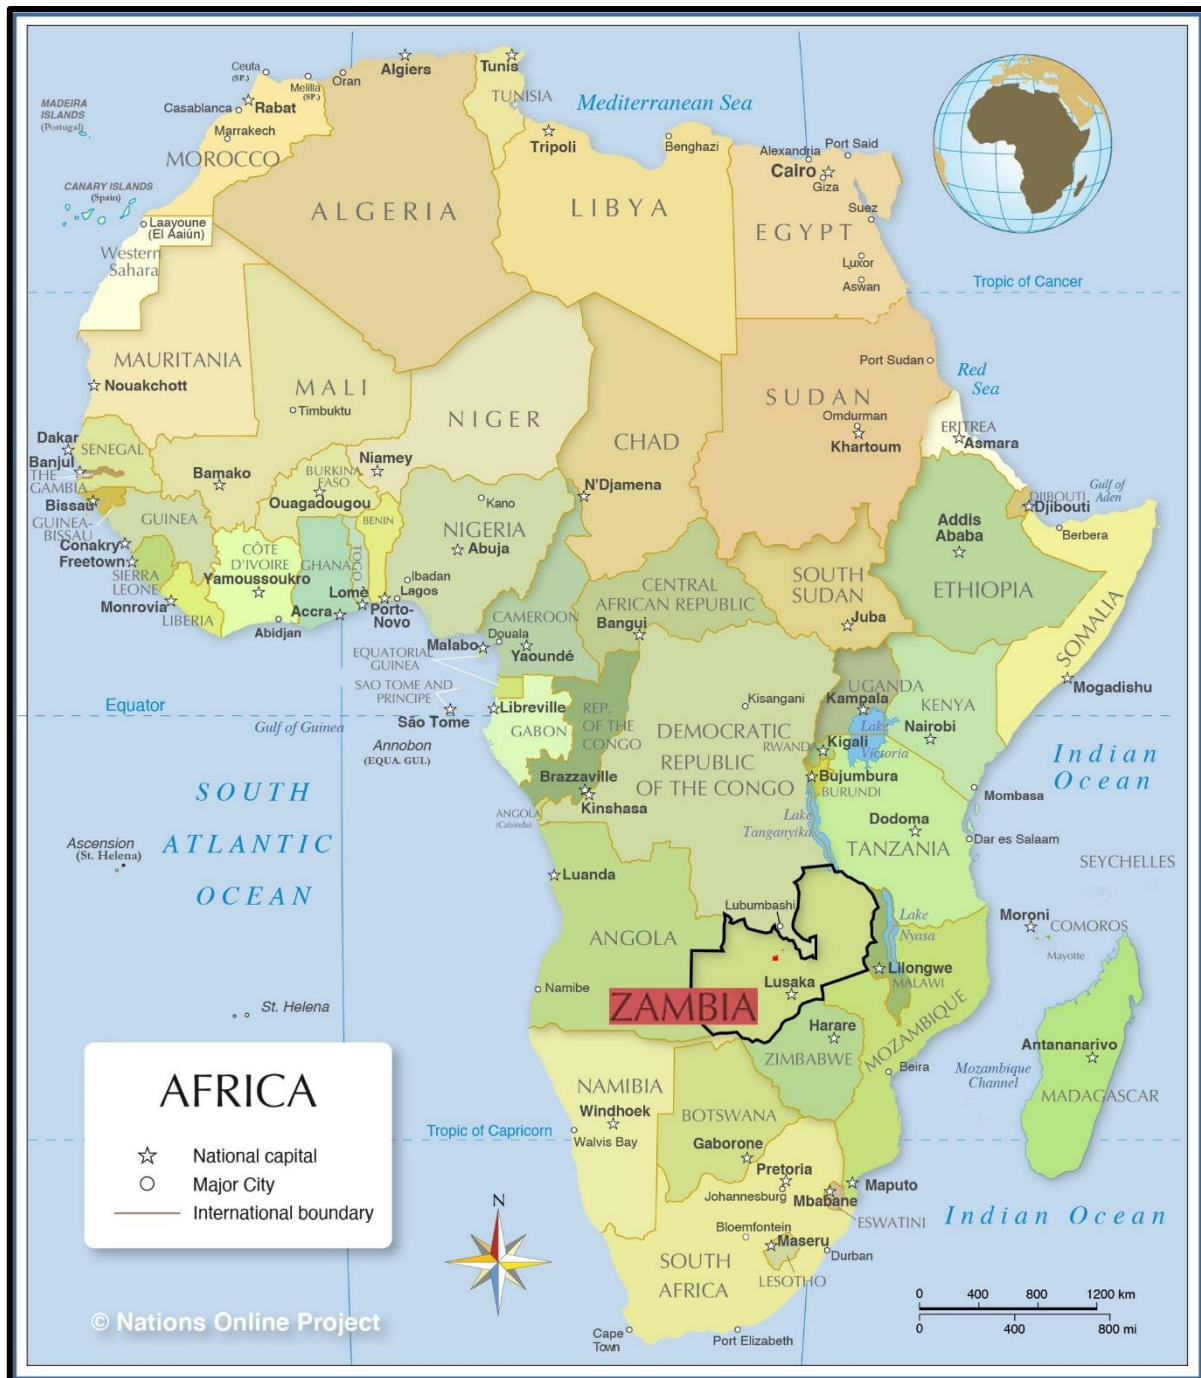 Ceuta
(SP.)
Melilla
(SP.)
Oran
Algiers
Tunis
TUNISIA
Mediterranean Sea
MADEIRA
ISLANDS
(Portugal)
Casablanca
Rabat
Marrakech
MOROCCO
Tripoli
Benghazi
Alexandria
Port Said
Cairo
Giza
Suez
CANARY ISLANDS
(Spain)
Laayoune
(El Aaiún)
Western
Sahara
ALGERIA
LIBYA
EGYPT
Luxor
Aswan
Tropic of Cancer
MAURITANIA
Nouakchott
MALI
Timbuktu
NIGER
CHAD
SUDAN
Port Sudan
Omdurman
Khartoum
Red
Sea
ERITREA
Asmara
Dakar
SENEGAL
Banjul
THE
GAMBIA
Bissau
GUINEA-
BISSAU
Bamako
BURKINA
FASO
Ouagadougou
Niamey
N'Djamena
Kano
NIGERIA
Abuja
DJIBOUTI
Djibouti
Gulf of
Aden
Berbera
Addis
Ababa
ETHIOPIA
GUINEA
Conakry
Freetown
SIERRA
LEONE
Monrovia
LIBERIA
CÔTE
D'IVOIRE
Yamoussoukro
Abidjan
GHANA
Accra
TOGO
Lomé
BENIN
Porto-
Novo
Ibadan
Lagos
CENTRAL
AFRICAN REPUBLIC
Bangui
SOUTH
SUDAN
Juba
SOMALIA
Mogadishu
CAMEROON
Douala
Malabo
Yaoundé
EQUATORIAL
GUINEA
SAO TOME AND
PRINCIPE
São Tome
Libreville
GABON
REP.
OF THE
CONGO
Kisangani
DEMOCRATIC
REPUBLIC
OF THE CONGO
UGANDA
Kampala
KENYA
Nairobi
Equator
Gulf of Guinea
Annobon
(EQUA. GUI.)
RWANDA
Kigali
Lake
Victoria
Bujumbura
BURUNDI
Brazzaville
Kinshasa
ANGOLA
(Cabinda)
Lake
Tanganyika
Dodoma
TANZANIA
Mombasa
Dar es Salaam
Indian
Ocean
SEYCHELLES
SOUTH
ATLANTIC
OCEAN
Ascension
(St. Helena)
Luanda
ANGOLA
Namibe
Lubumbashi
Lake
Nyasa
Moroni
COMOROS
Mayotte
Lusaka
ZAMBIA
Lilongwe
MALAWI
St. Helena
Harare
ZIMBABWE
MOZAMBIQUE
Beira
Mozambique
Channel
Antananarivo
MADAGASCAR
NAMIBIA
Windhoek
Walvis Bay
BOTSWANA
Gaborone
Tropic of Capricorn
Pretoria
Johannesburg
Mbabane
Maputo
ESWATINI
Indian Ocean
Bloemfontein
Maseru
Durban
LESOTHO
SOUTH
AFRICA
Cape
Town
Port Elizabeth
AFRICA
National capital
Major City
International boundary
N
0 400 800 1200 km
0 400 800 mi
© Nations Online Project